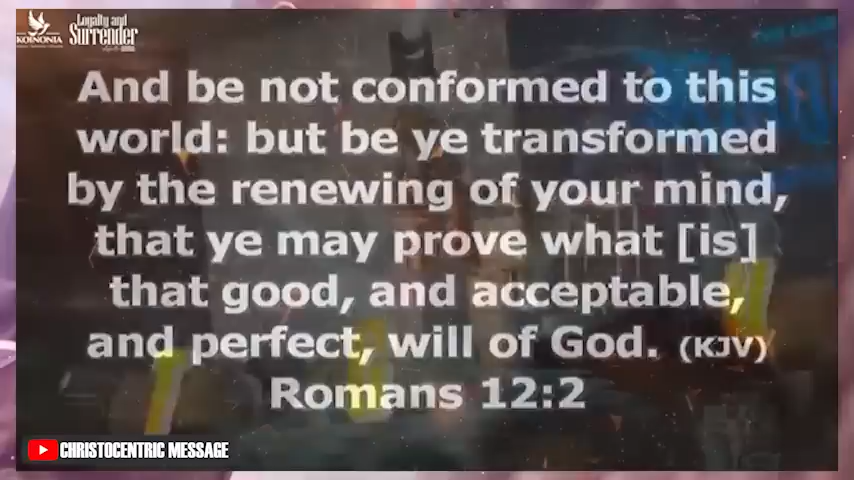 KOINONIA
Loyalty and
Surrender
And be not conformed to this
world: but be ye transformed
by the renewing of your mind,
that ye may prove what [is]
that good, and acceptable,
and perfect, will of God. (KJV)
Romans 12:2
CHRISTOCENTRIC MESSAGE